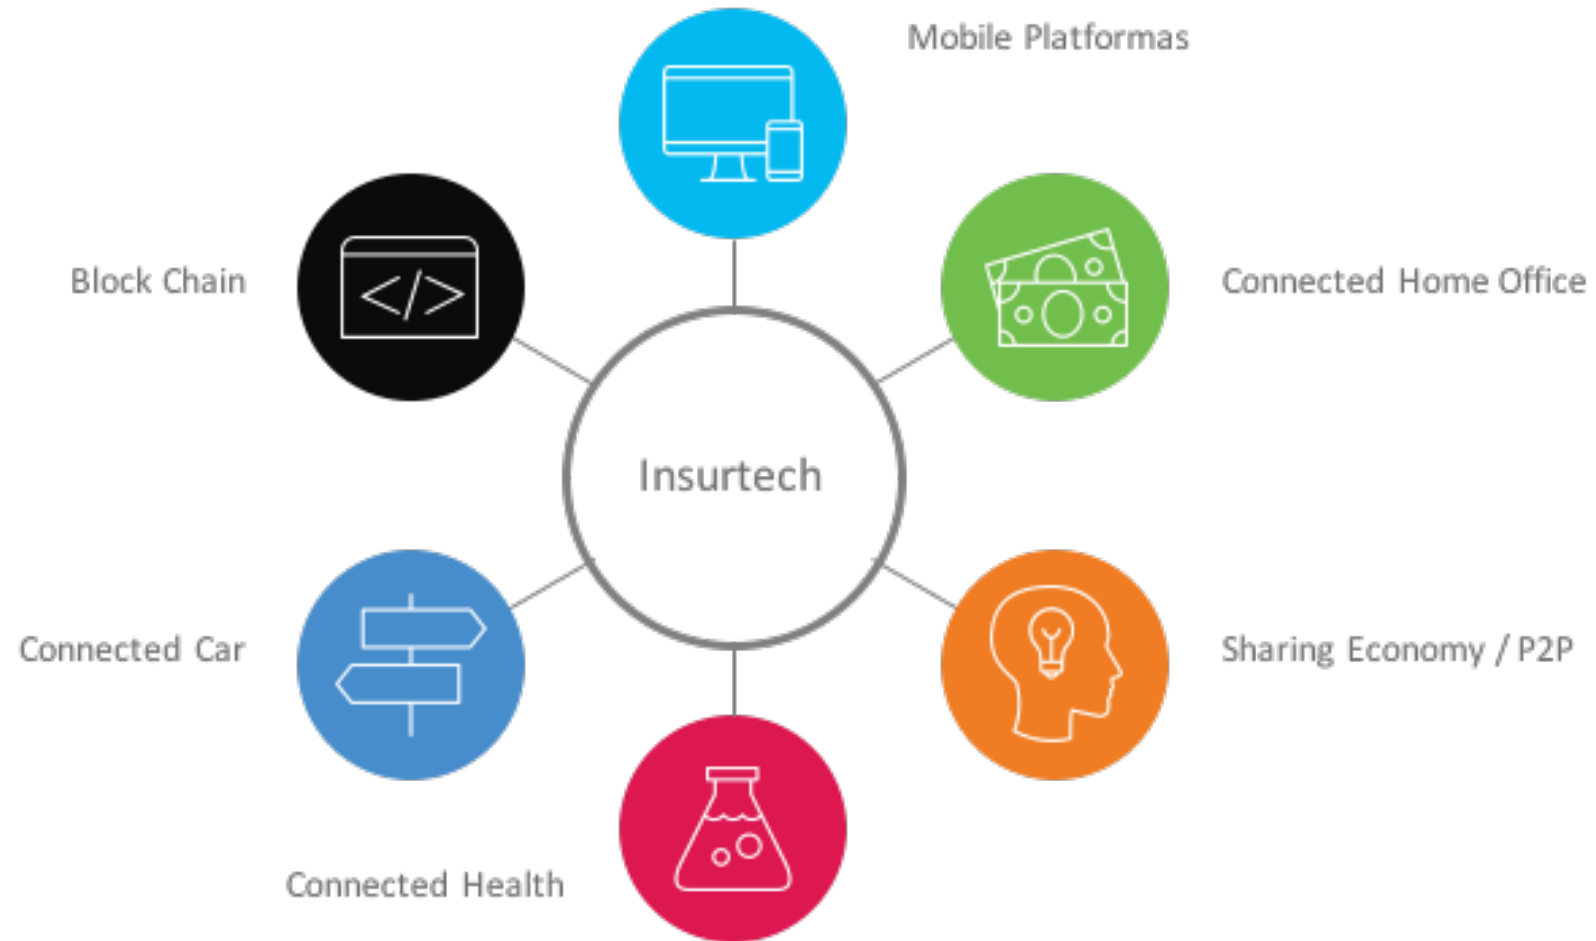 Mobile Platformas
Block Chain
Connected Home Office
Insurtech
Connected Car
Sharing Economy / P2P
Connected Health